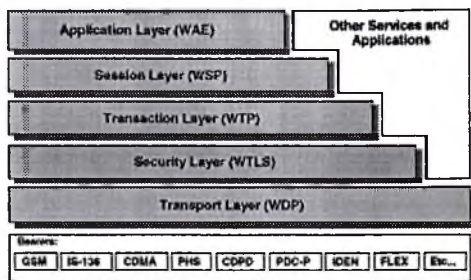 Application Layer (WAE)
Other Services and
Applications
Session Layer (WSP)
Transaction Layer (WTP)
Security Layer (WTLS)
Transport Layer (WDP)
Bearers:
GSM IS-136 CDMA PHS CDPD PDC-P iDEN FLEX Etc...